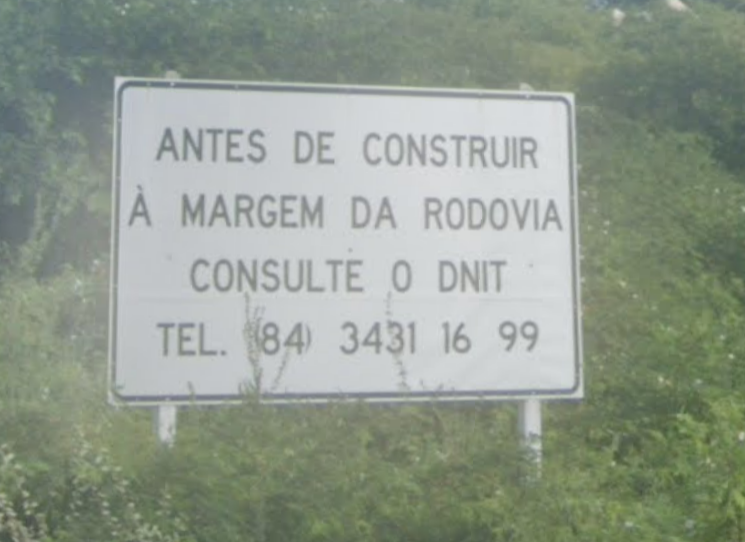 ANTES DE CONSTRUIR
À MARGEM DA RODOVIA
CONSULTE O DNIT
TEL. (84) 3431 16 99